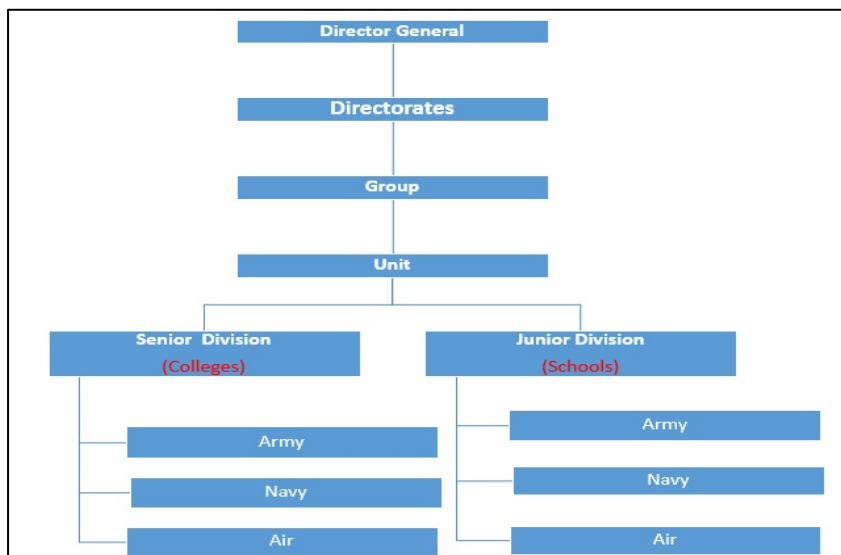 Director General
Directorates
Group
Unit
Senior Division
(Colleges)
Army
Navy
Air
Junior Division
(Schools)
Army
Navy
Air